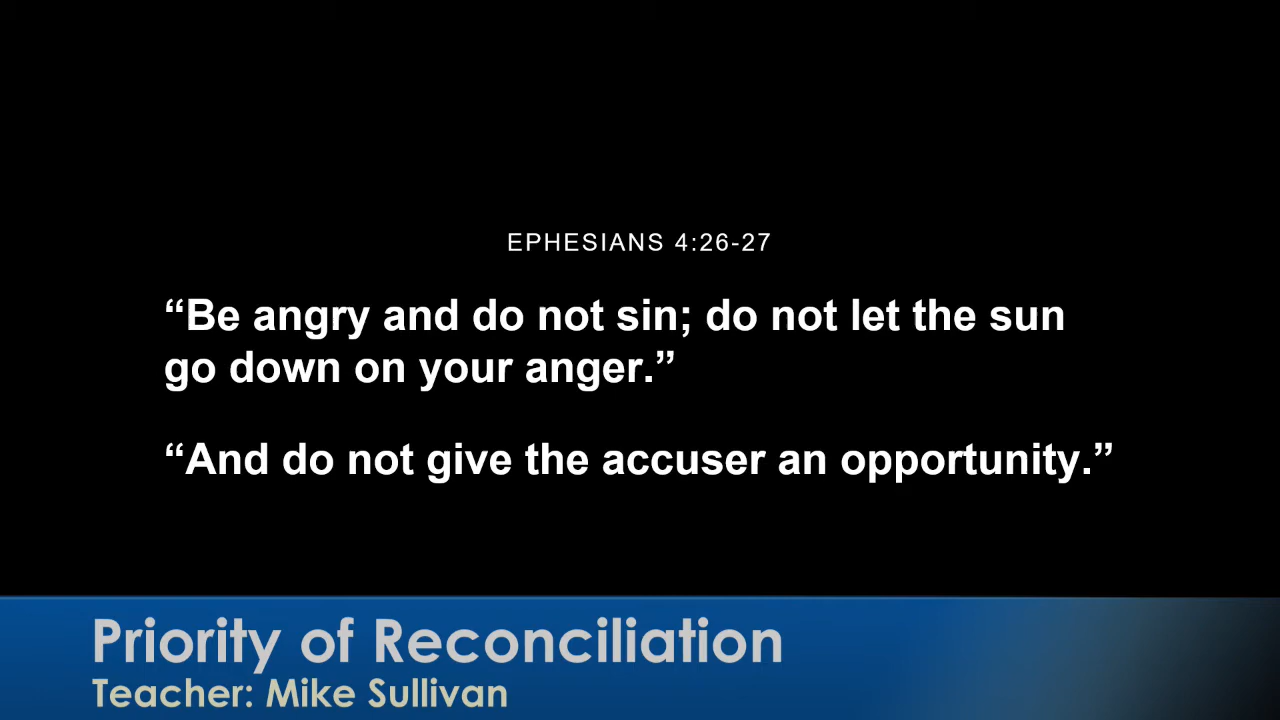 EPHESIANS 4:26-27
“Be angry and do not sin; do not let the sun
go down on your anger.”
“And do not give the accuser an opportunity.”
Priority of Reconciliation
Teacher: Mike Sullivan